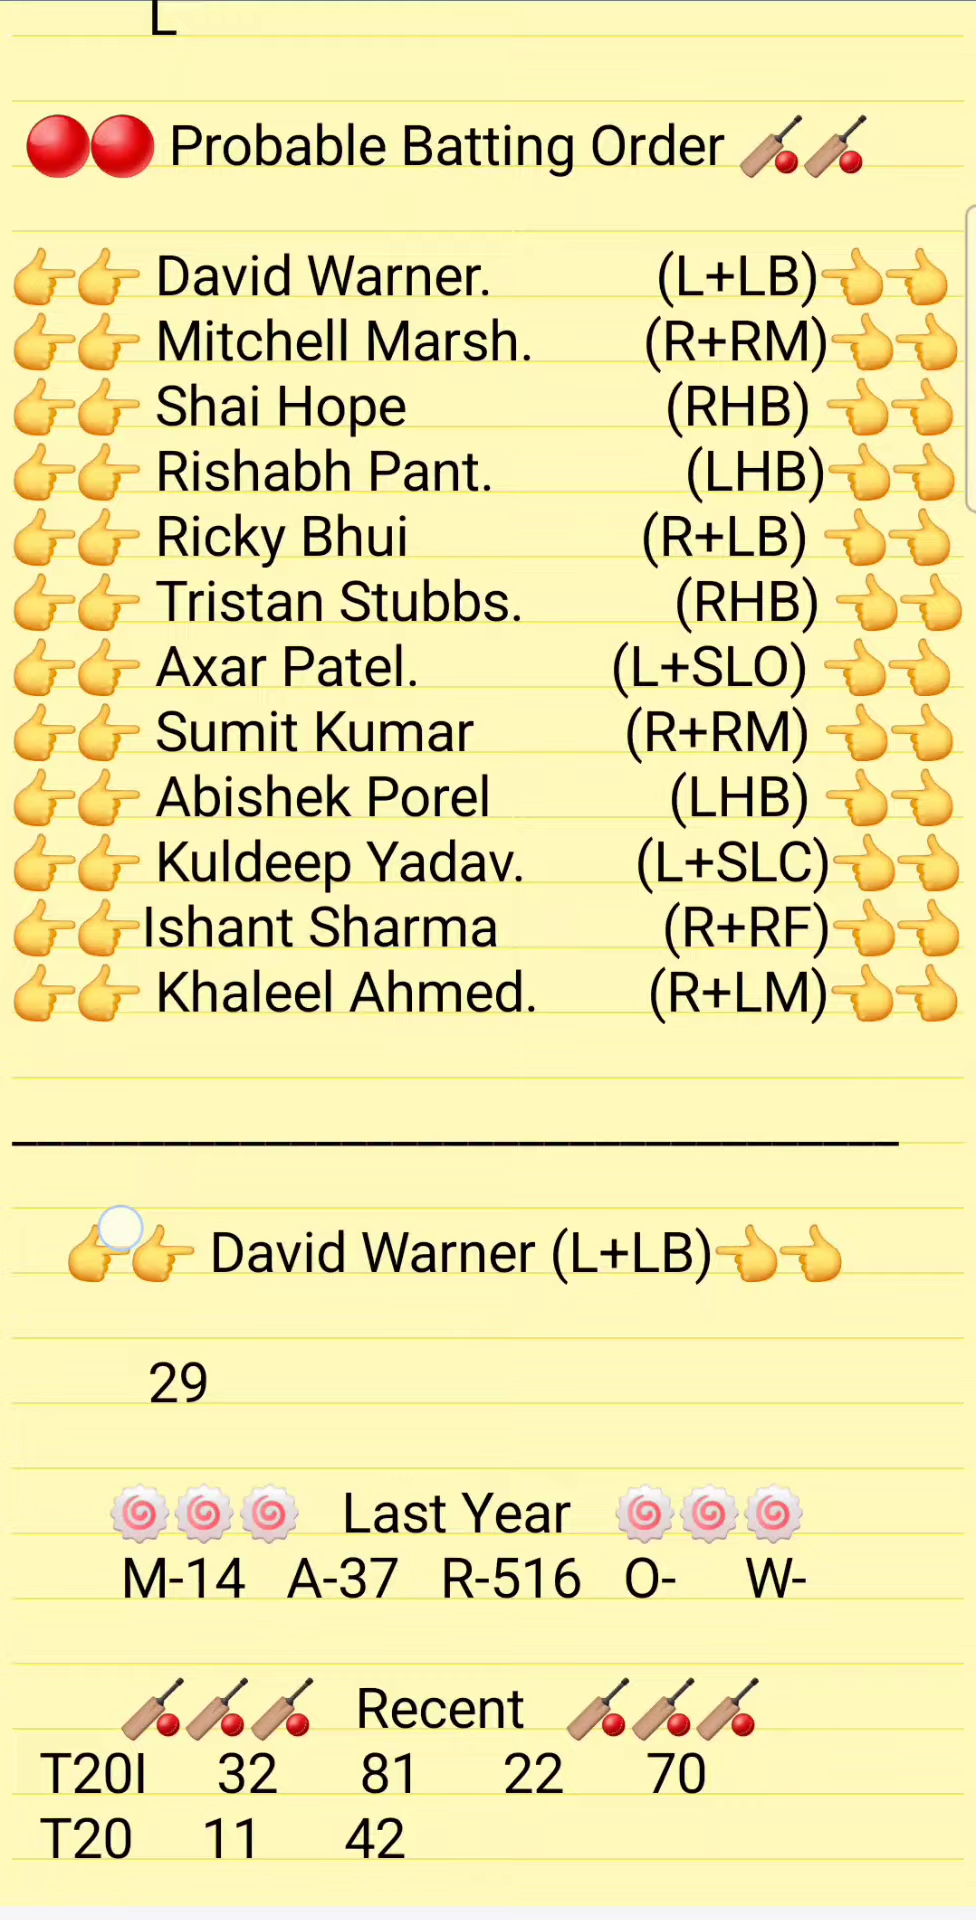 L
🔴🔴 Probable Batting Order 🏏🏏
👉👉 David Warner. (L+LB)👈👈
👉👉 Mitchell Marsh. (R+RM)👈👈
👉👉 Shai Hope (RHB) 👈👈
👉👉 Rishabh Pant. (LHB)👈👈
👉👉 Ricky Bhui (R+LB) 👈👈
👉👉 Tristan Stubbs. (RHB) 👈👈
👉👉 Axar Patel. (L+SLO) 👈👈
👉👉 Sumit Kumar (R+RM) 👈👈
👉👉 Abishek Porel (LHB) 👈👈
👉👉 Kuldeep Yadav. (L+SLC)👈👈
👉👉Ishant Sharma (R+RF)👈👈
👉👉 Khaleel Ahmed. (R+LM)👈👈
___________________________________
👉👉 David Warner (L+LB)👈👈
29
🍥🍥🍥 Last Year 🍥🍥🍥
M-14 A-37 R-516 O- W-
🏏🏏🏏 Recent 🏏🏏🏏
T20I 32 81 22 70
T20 11 42